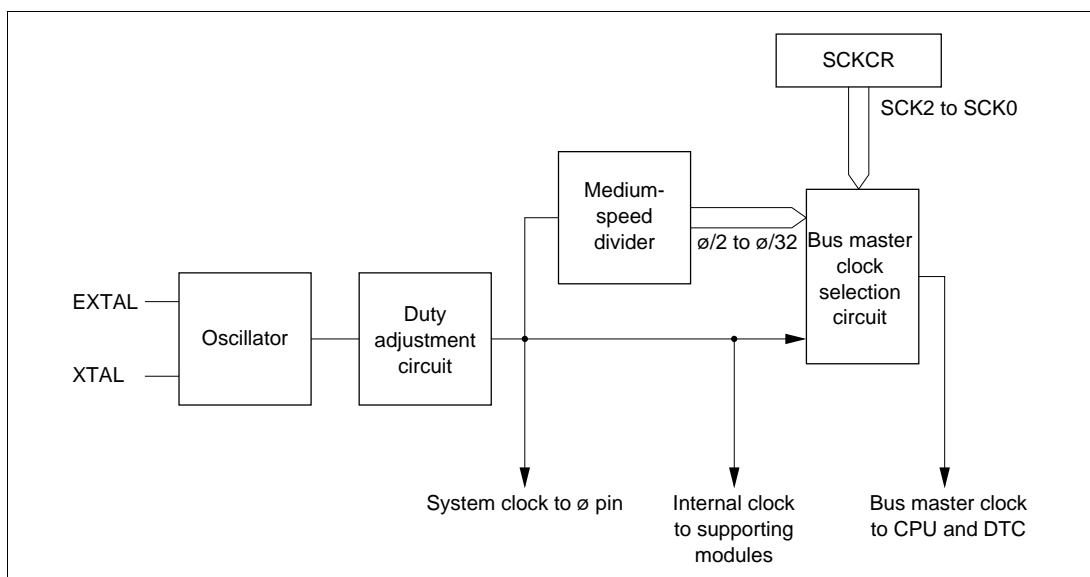 SCKCR
SCK2 to SCK0
Medium-
speed
divider
ø/2 to ø/32
Bus master
clock
selection
circuit
EXTAL
XTAL
Oscillator
Duty
adjustment
circuit
System clock to ø pin
Internal clock
to supporting
modules
Bus master clock
to CPU and DTC